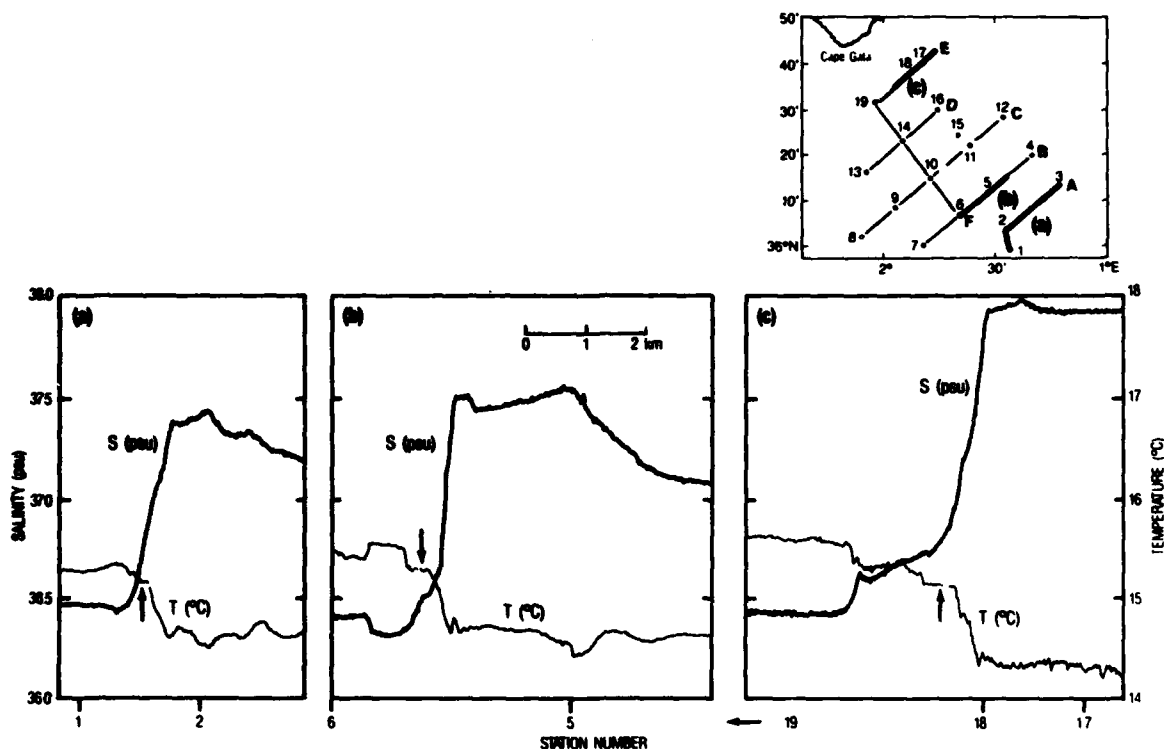 50'
40'
30'
20'
10'
36°N
Cape Gata
17 E
18
(c)
19
16 D
14
13
15
12 C
11
10
9
8
4
B
5
(b)
6
F
7
3
A
2
(a)
1
2°
30'
1°E
SALINITY (psu)
380
375
370
365
360
(a)
S (psu)
T (°C)
1
2
(b)
0 1 2 km
S (psu)
T (°C)
6
5
(c)
S (psu)
T (°C)
19
18
17
18
17
16
15
14
TEMPERATURE (°C)
STATION NUMBER